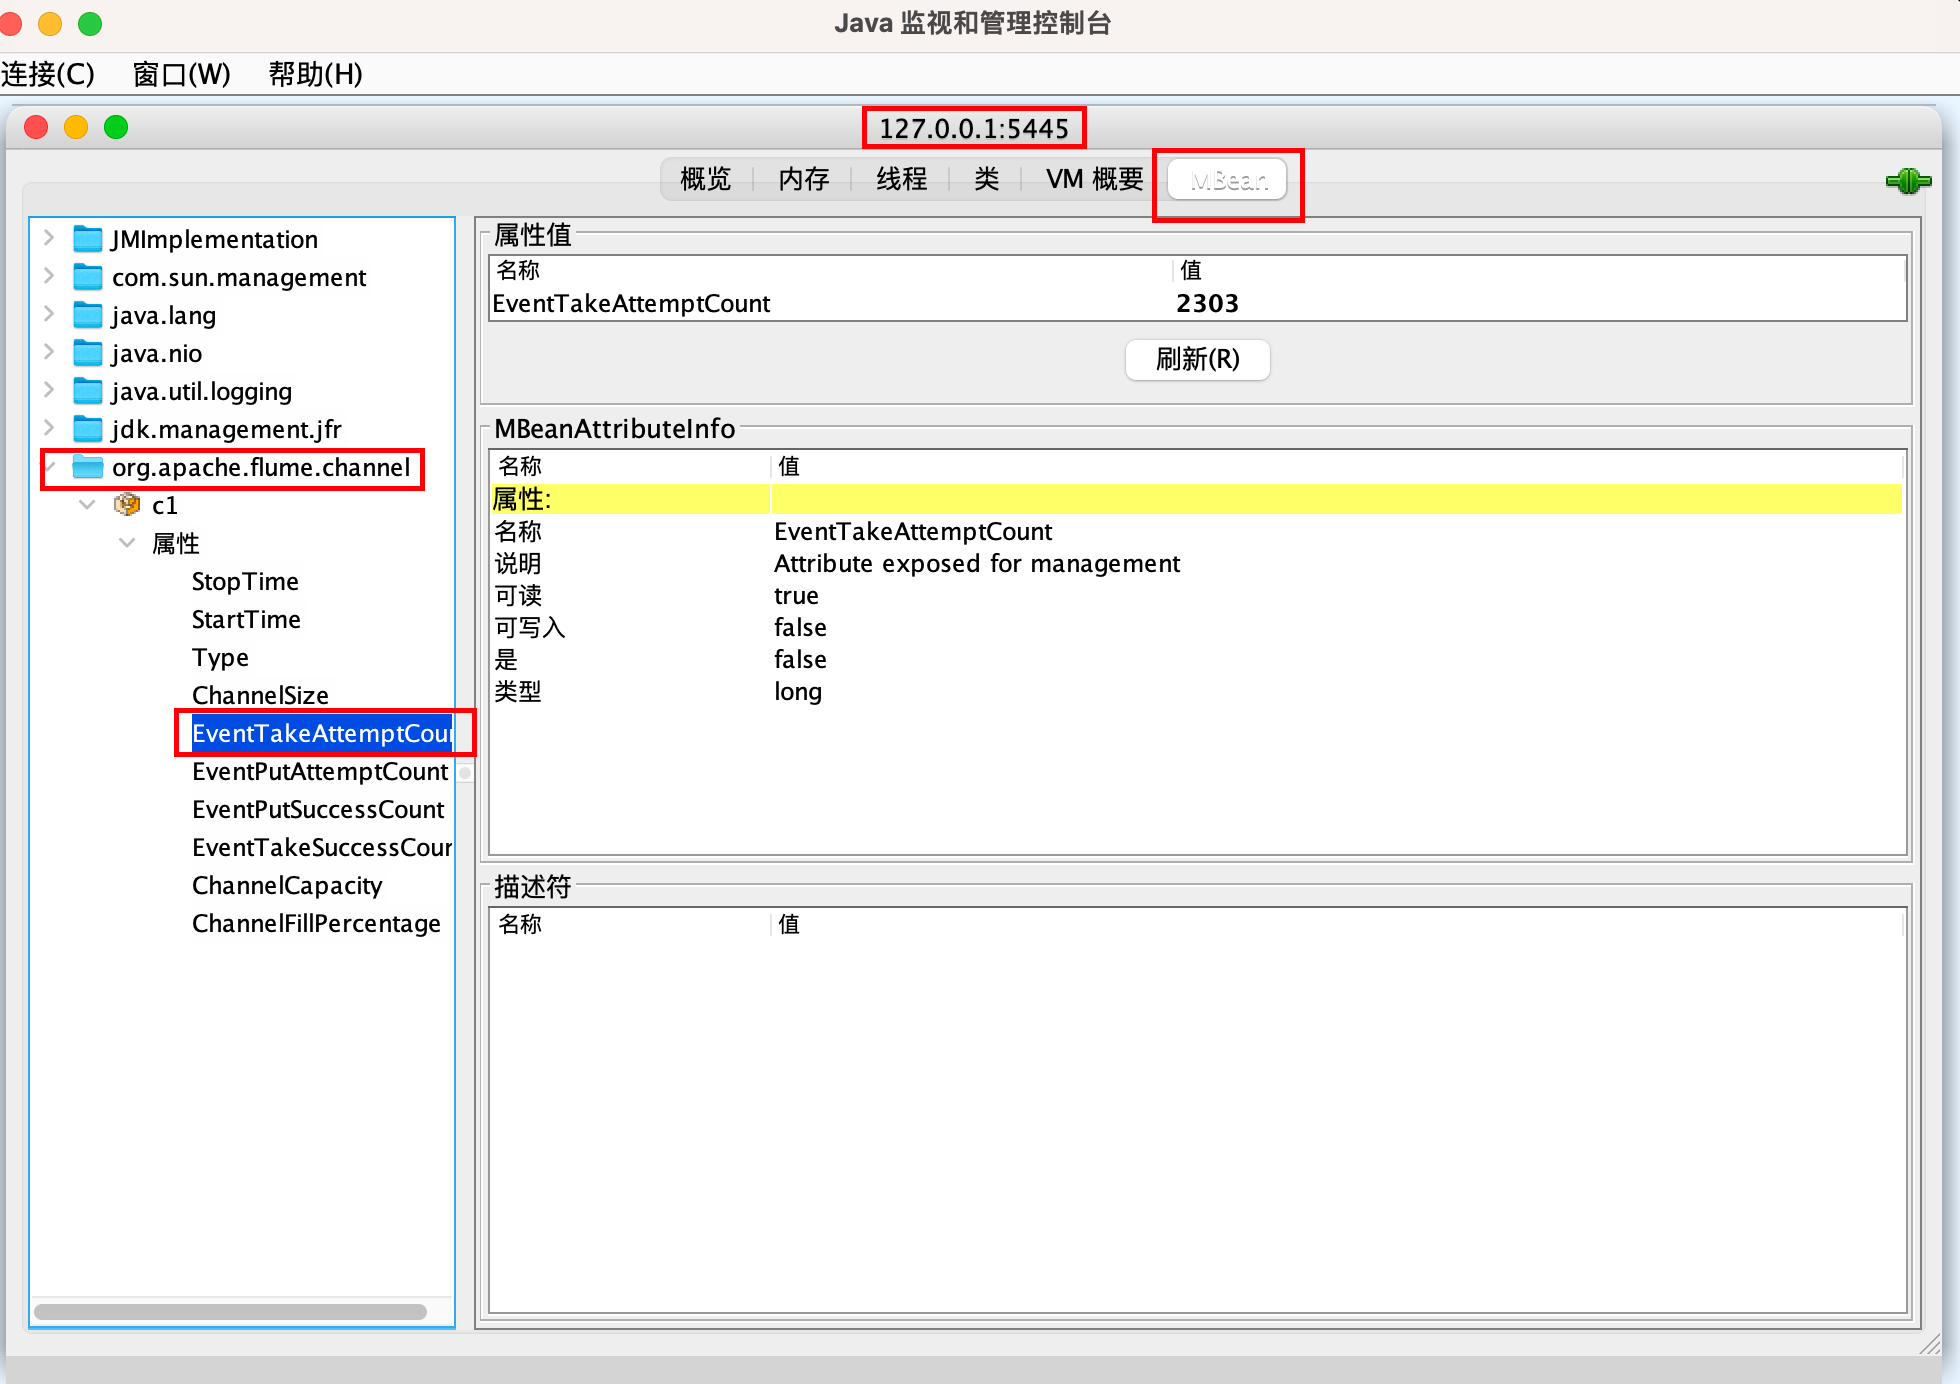 Java 监视和管理控制台
连接(C) 窗口(W) 帮助(H)
127.0.0.1:5445
概览 内存 线程 类 VM 概要 MBean
JMImplementation
com.sun.management
java.lang
java.nio
java.util.logging
jdk.management.jfr
org.apache.flume.channel
c1
属性
StopTime
StartTime
Type
ChannelSize
EventTakeAttemptCou
EventPutAttemptCount
EventPutSuccessCount
EventTakeSuccessCour
ChannelCapacity
ChannelFillPercentage
属性值
名称 值
EventTakeAttemptCount 2303
刷新(R)
MBeanAttributeInfo
名称 值
属性:
名称 EventTakeAttemptCount
说明 Attribute exposed for management
可读 true
可写入 false
是 false
类型 long
描述符
名称 值